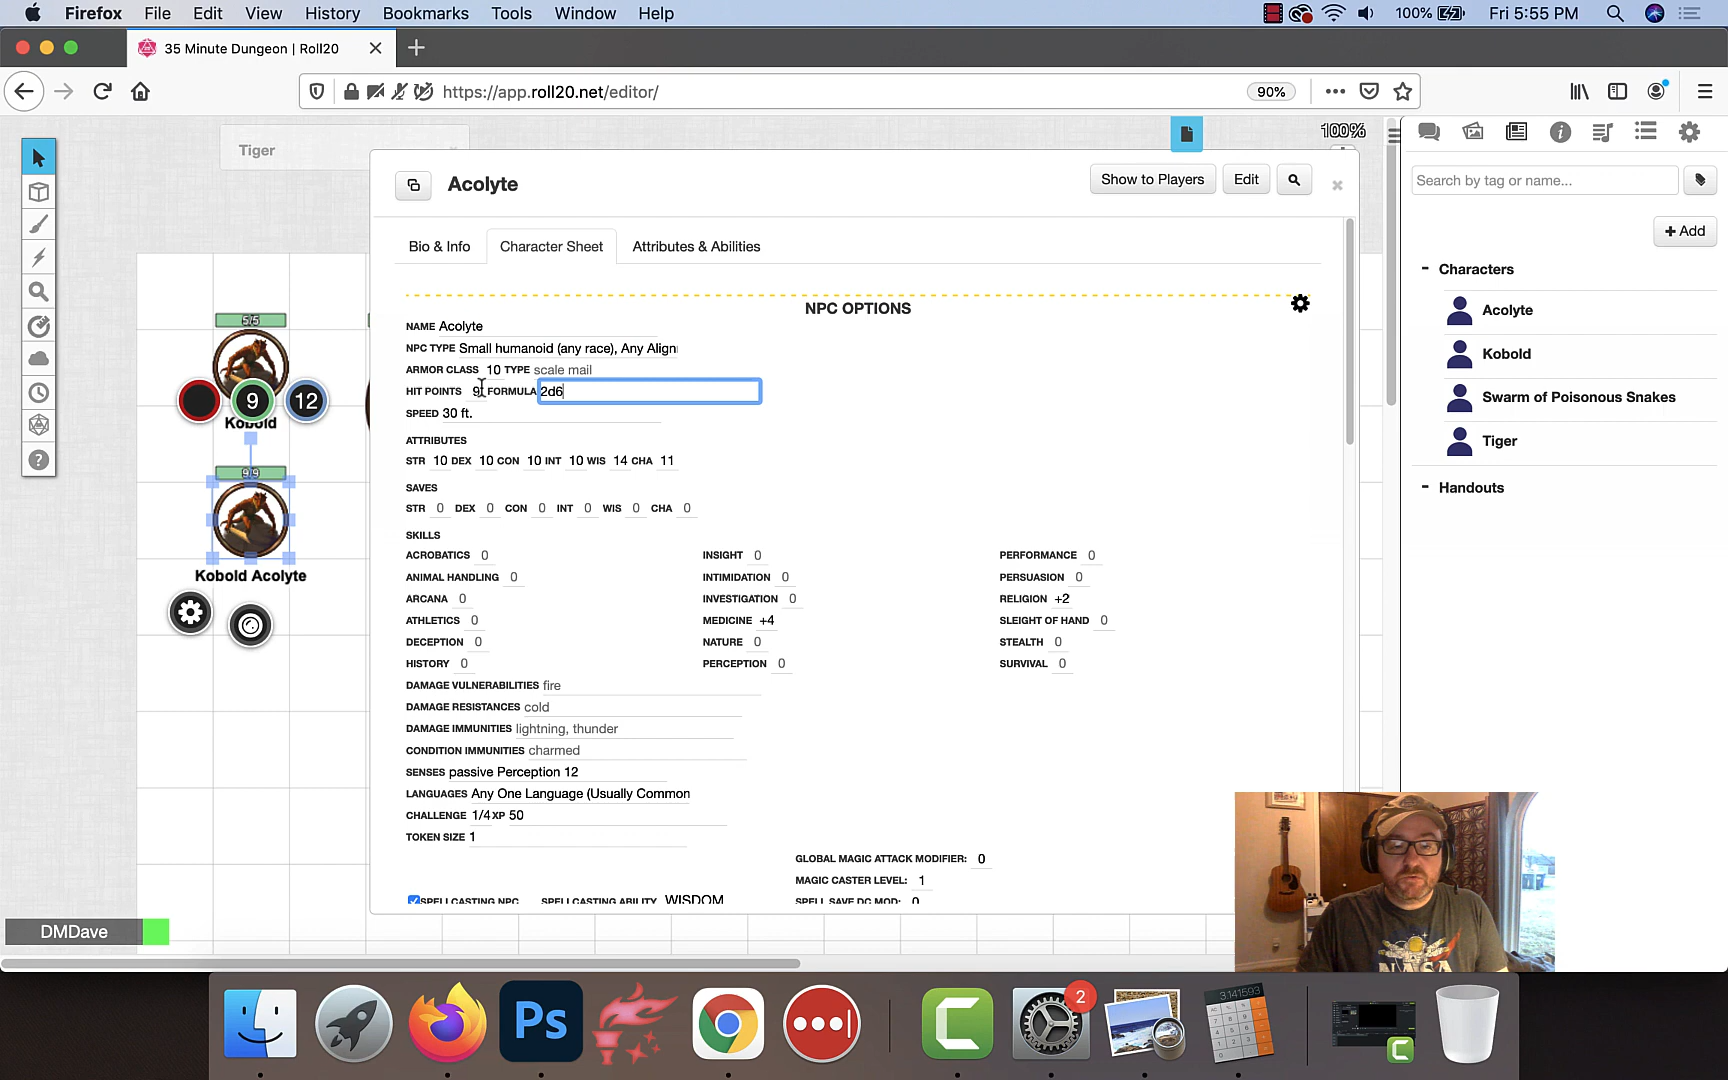 Firefox File Edit View History Bookmarks Tools Window Help 100% Fri 5:55 PM
35 Minute Dungeon | Roll20
https://app.roll20.net/editor/ 90%
Tiger
100%
Acolyte Show to Players Edit
Search by tag or name...
+ Add
Bio & Info Character Sheet Attributes & Abilities
- Characters
Acolyte
Kobold
Swarm of Poisonous Snakes
Tiger
- Handouts
NPC OPTIONS
NAME Acolyte
NPC TYPE Small humanoid (any race), Any Align
ARMOR CLASS 10 TYPE scale mail
HIT POINTS 9 FORMULA 2d6
SPEED 30 ft.
ATTRIBUTES
STR 10 DEX 10 CON 10 INT 10 WIS 14 CHA 11
SAVES
STR 0 DEX 0 CON 0 INT 0 WIS 0 CHA 0
SKILLS
ACROBATICS 0 INSIGHT 0 PERFORMANCE 0
ANIMAL HANDLING 0 INTIMIDATION 0 PERSUASION 0
ARCANA 0 INVESTIGATION 0 RELIGION +2
ATHLETICS 0 MEDICINE +4 SLEIGHT OF HAND 0
DECEPTION 0 NATURE 0 STEALTH 0
HISTORY 0 PERCEPTION 0 SURVIVAL 0
DAMAGE VULNERABILITIES fire
DAMAGE RESISTANCES cold
DAMAGE IMMUNITIES lightning, thunder
CONDITION IMMUNITIES charmed
SENSES passive Perception 12
LANGUAGES Any One Language (Usually Common
CHALLENGE 1/4 XP 50
TOKEN SIZE 1
GLOBAL MAGIC ATTACK MODIFIER: 0
MAGIC CASTER LEVEL: 1
SPELLCASTING NPC SPELLCASTING ABILITY WISDOM SPELL SAVE DC MOD: 0
5/5
9 12
Kobold
9/9
Kobold Acolyte
DMDave
NASA
Ps
2
3.141593